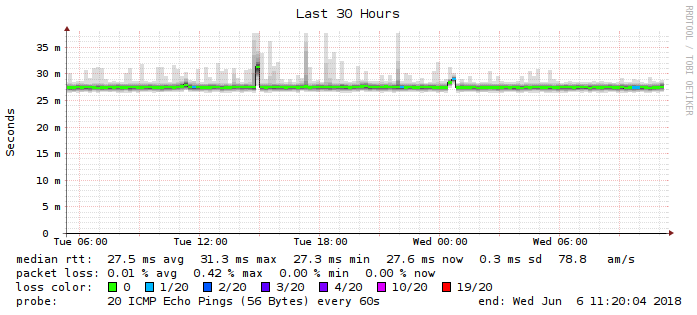 Last 30 Hours
RRDTOOL / TOBI OETIKER
Seconds
35 m
30 m
25 m
20 m
15 m
10 m
5 m
0
Tue 06:00 Tue 12:00 Tue 18:00 Wed 00:00 Wed 06:00
median rtt: 27.5 ms avg 31.3 ms max 27.3 ms min 27.6 ms now 0.3 ms sd 78.8 am/s
packet loss: 0.01 % avg 0.42 % max 0.00 % min 0.00 % now
loss color: 0 1/20 2/20 3/20 4/20 10/20 19/20
probe: 20 ICMP Echo Pings (56 Bytes) every 60s end: Wed Jun 6 11:20:04 2018